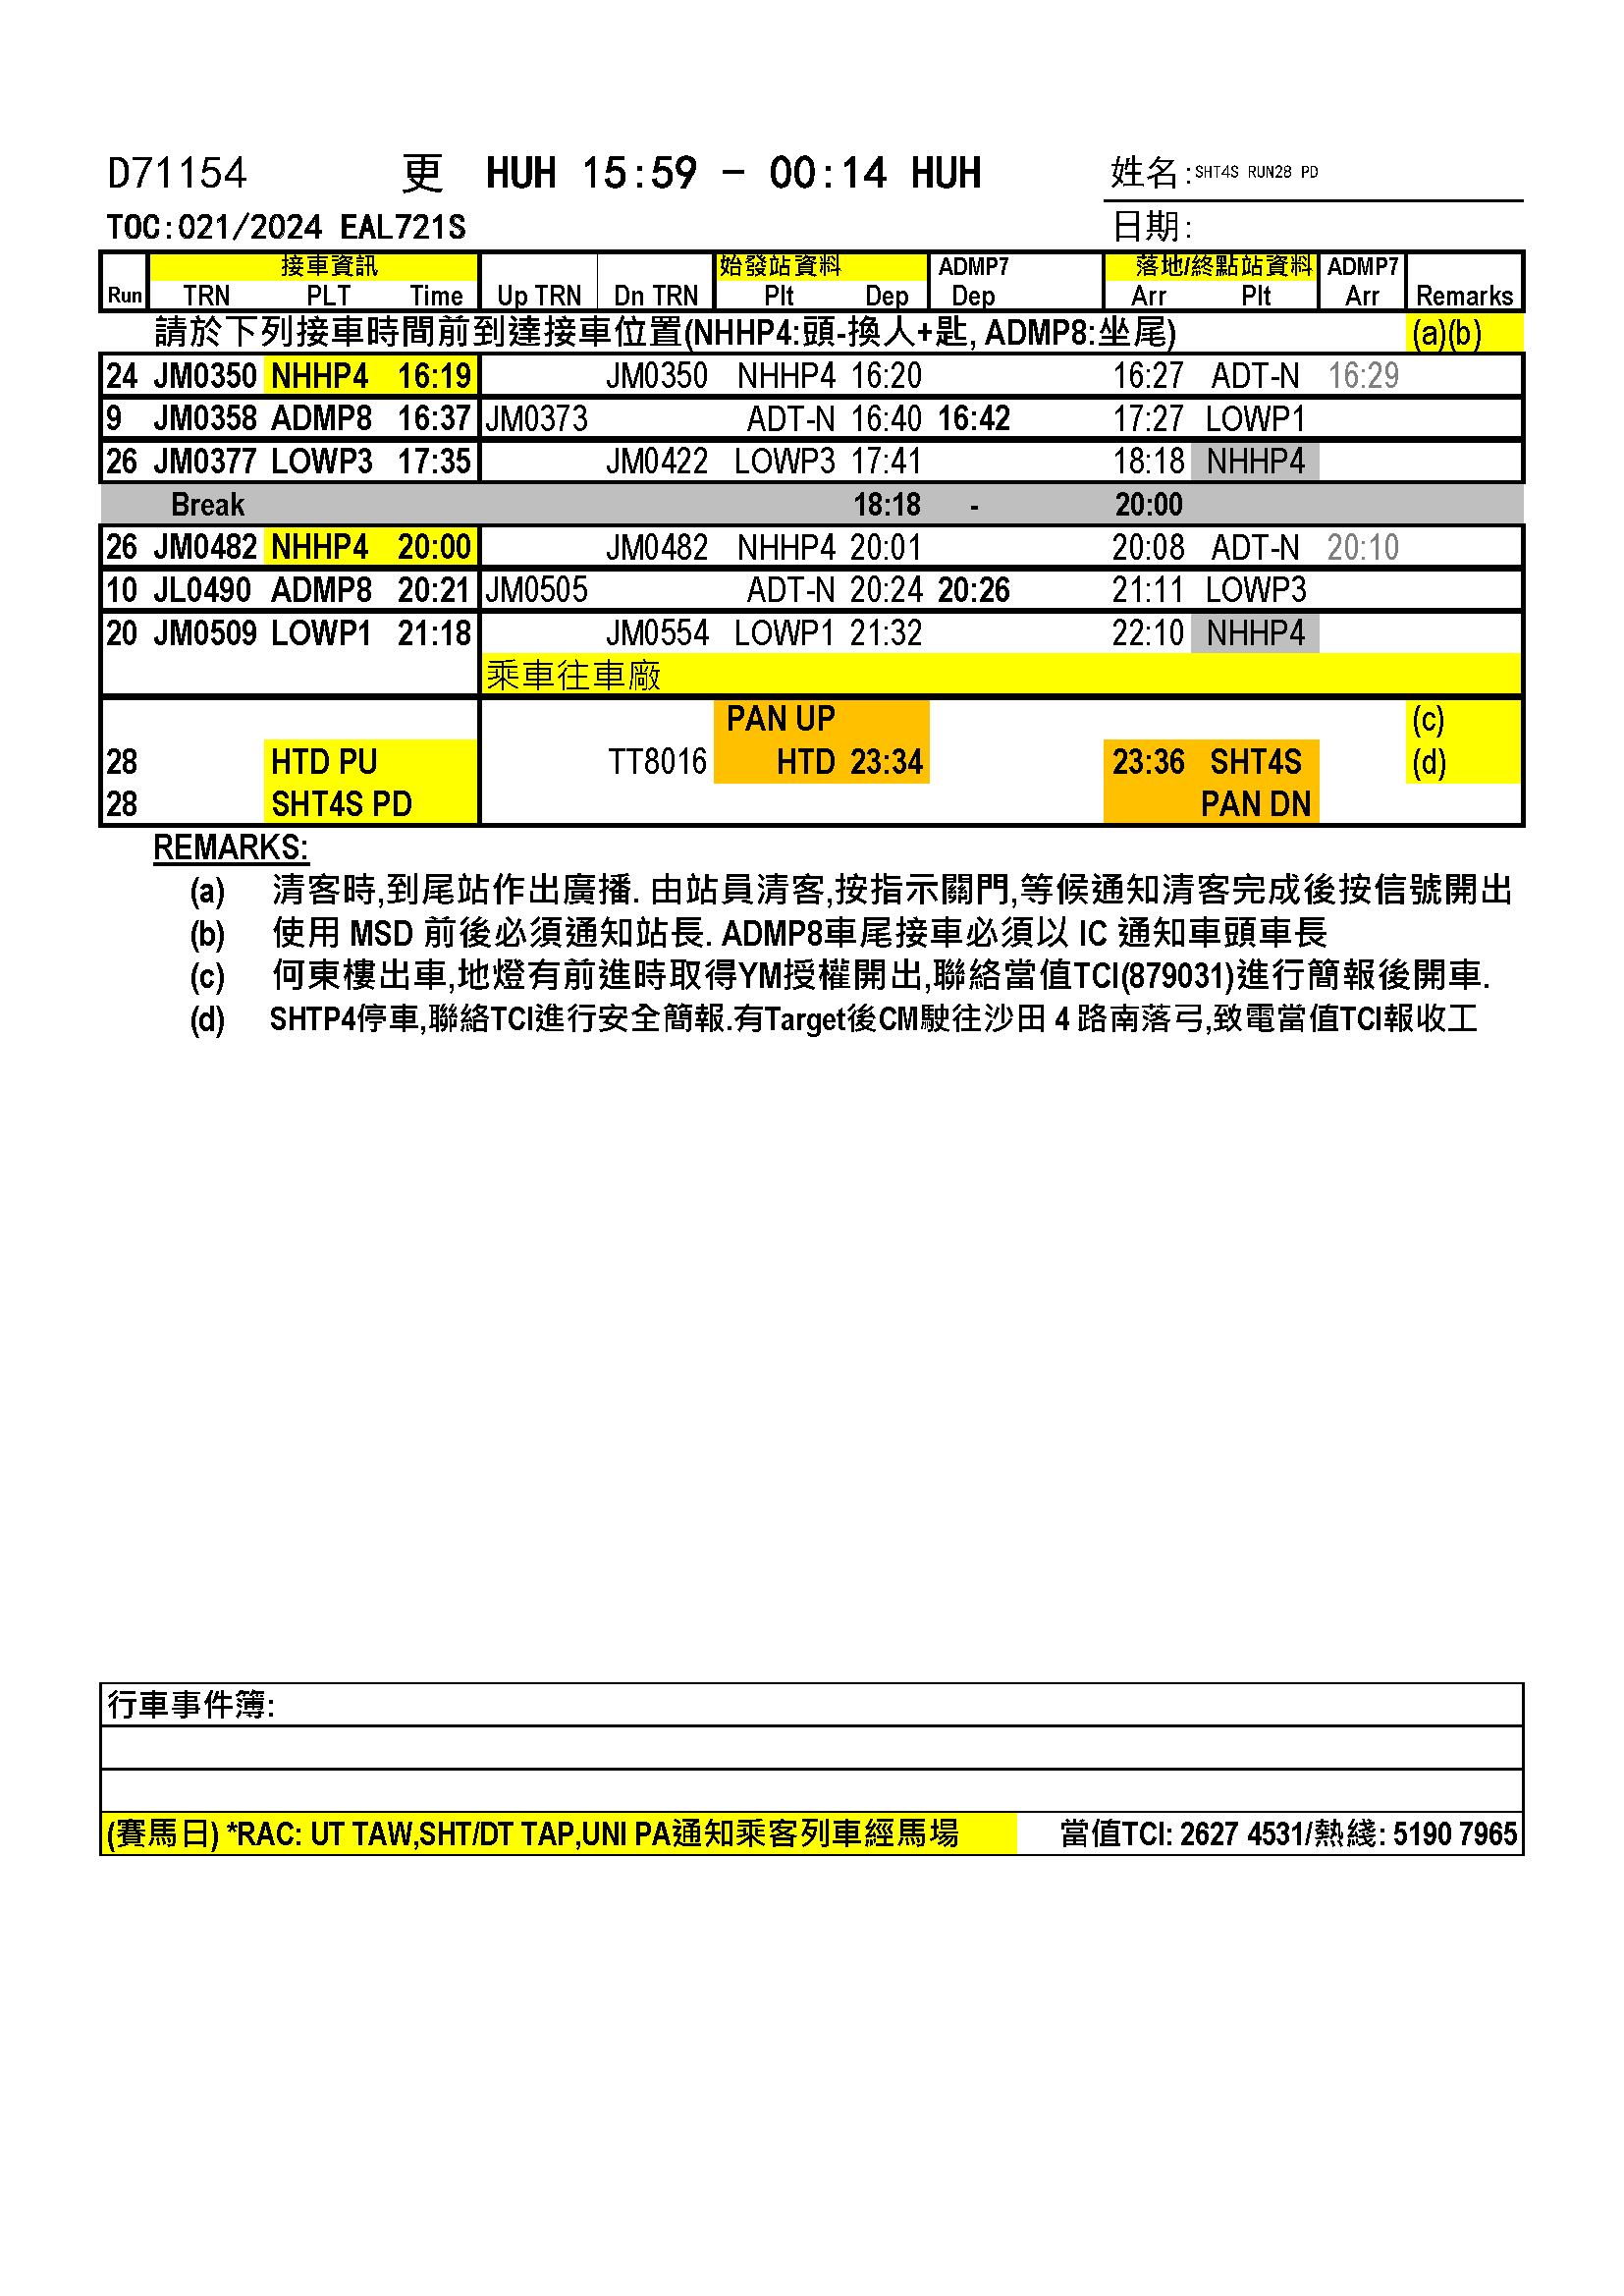 D71154 更 HUH 15:59 - 00:14 HUH 姓名:SHT4S RUN28 PD
TOC:021/2024 EAL721S 日期:
接車資訊 始發站資料 ADMP7 落地/終點站資料 ADMP7
Run TRN PLT Time Up TRN Dn TRN Plt Dep Dep Arr Plt Arr Remarks
請於下列接車時間前到達接車位置(NHHP4:頭-換人+匙, ADMP8:坐尾) (a)(b)
24 JM0350 NHHP4 16:19 JM0350 NHHP4 16:20 16:27 ADT-N 16:29
9 JM0358 ADMP8 16:37 JM0373 ADT-N 16:40 16:42 17:27 LOWP1
26 JM0377 LOWP3 17:35 JM0422 LOWP3 17:41 18:18 NHHP4
Break 18:18 - 20:00
26 JM0482 NHHP4 20:00 JM0482 NHHP4 20:01 20:08 ADT-N 20:10
10 JL0490 ADMP8 20:21 JM0505 ADT-N 20:24 20:26 21:11 LOWP3
20 JM0509 LOWP1 21:18 JM0554 LOWP1 21:32 22:10 NHHP4
乘車往車廠
PAN UP (c)
28 HTD PU TT8016 HTD 23:34 23:36 SHT4S (d)
28 SHT4S PD PAN DN
REMARKS:
(a) 清客時,到尾站作出廣播. 由站員清客,按指示關門,等候通知清客完成後按信號開出
(b) 使用 MSD 前後必須通知站長. ADMP8車尾接車必須以 IC 通知車頭車長
(c) 何東樓出車,地燈有前進時取得YM授權開出,聯絡當值TCI(879031)進行簡報後開車.
(d) SHTP4停車,聯絡TCI進行安全簡報.有Target後CM駛往沙田 4 路南落弓,致電當值TCI報收工
行車事件簿:
(賽馬日) *RAC: UT TAW,SHT/DT TAP,UNI PA通知乘客列車經馬場 當值TCI: 2627 4531/熱綫: 5190 7965